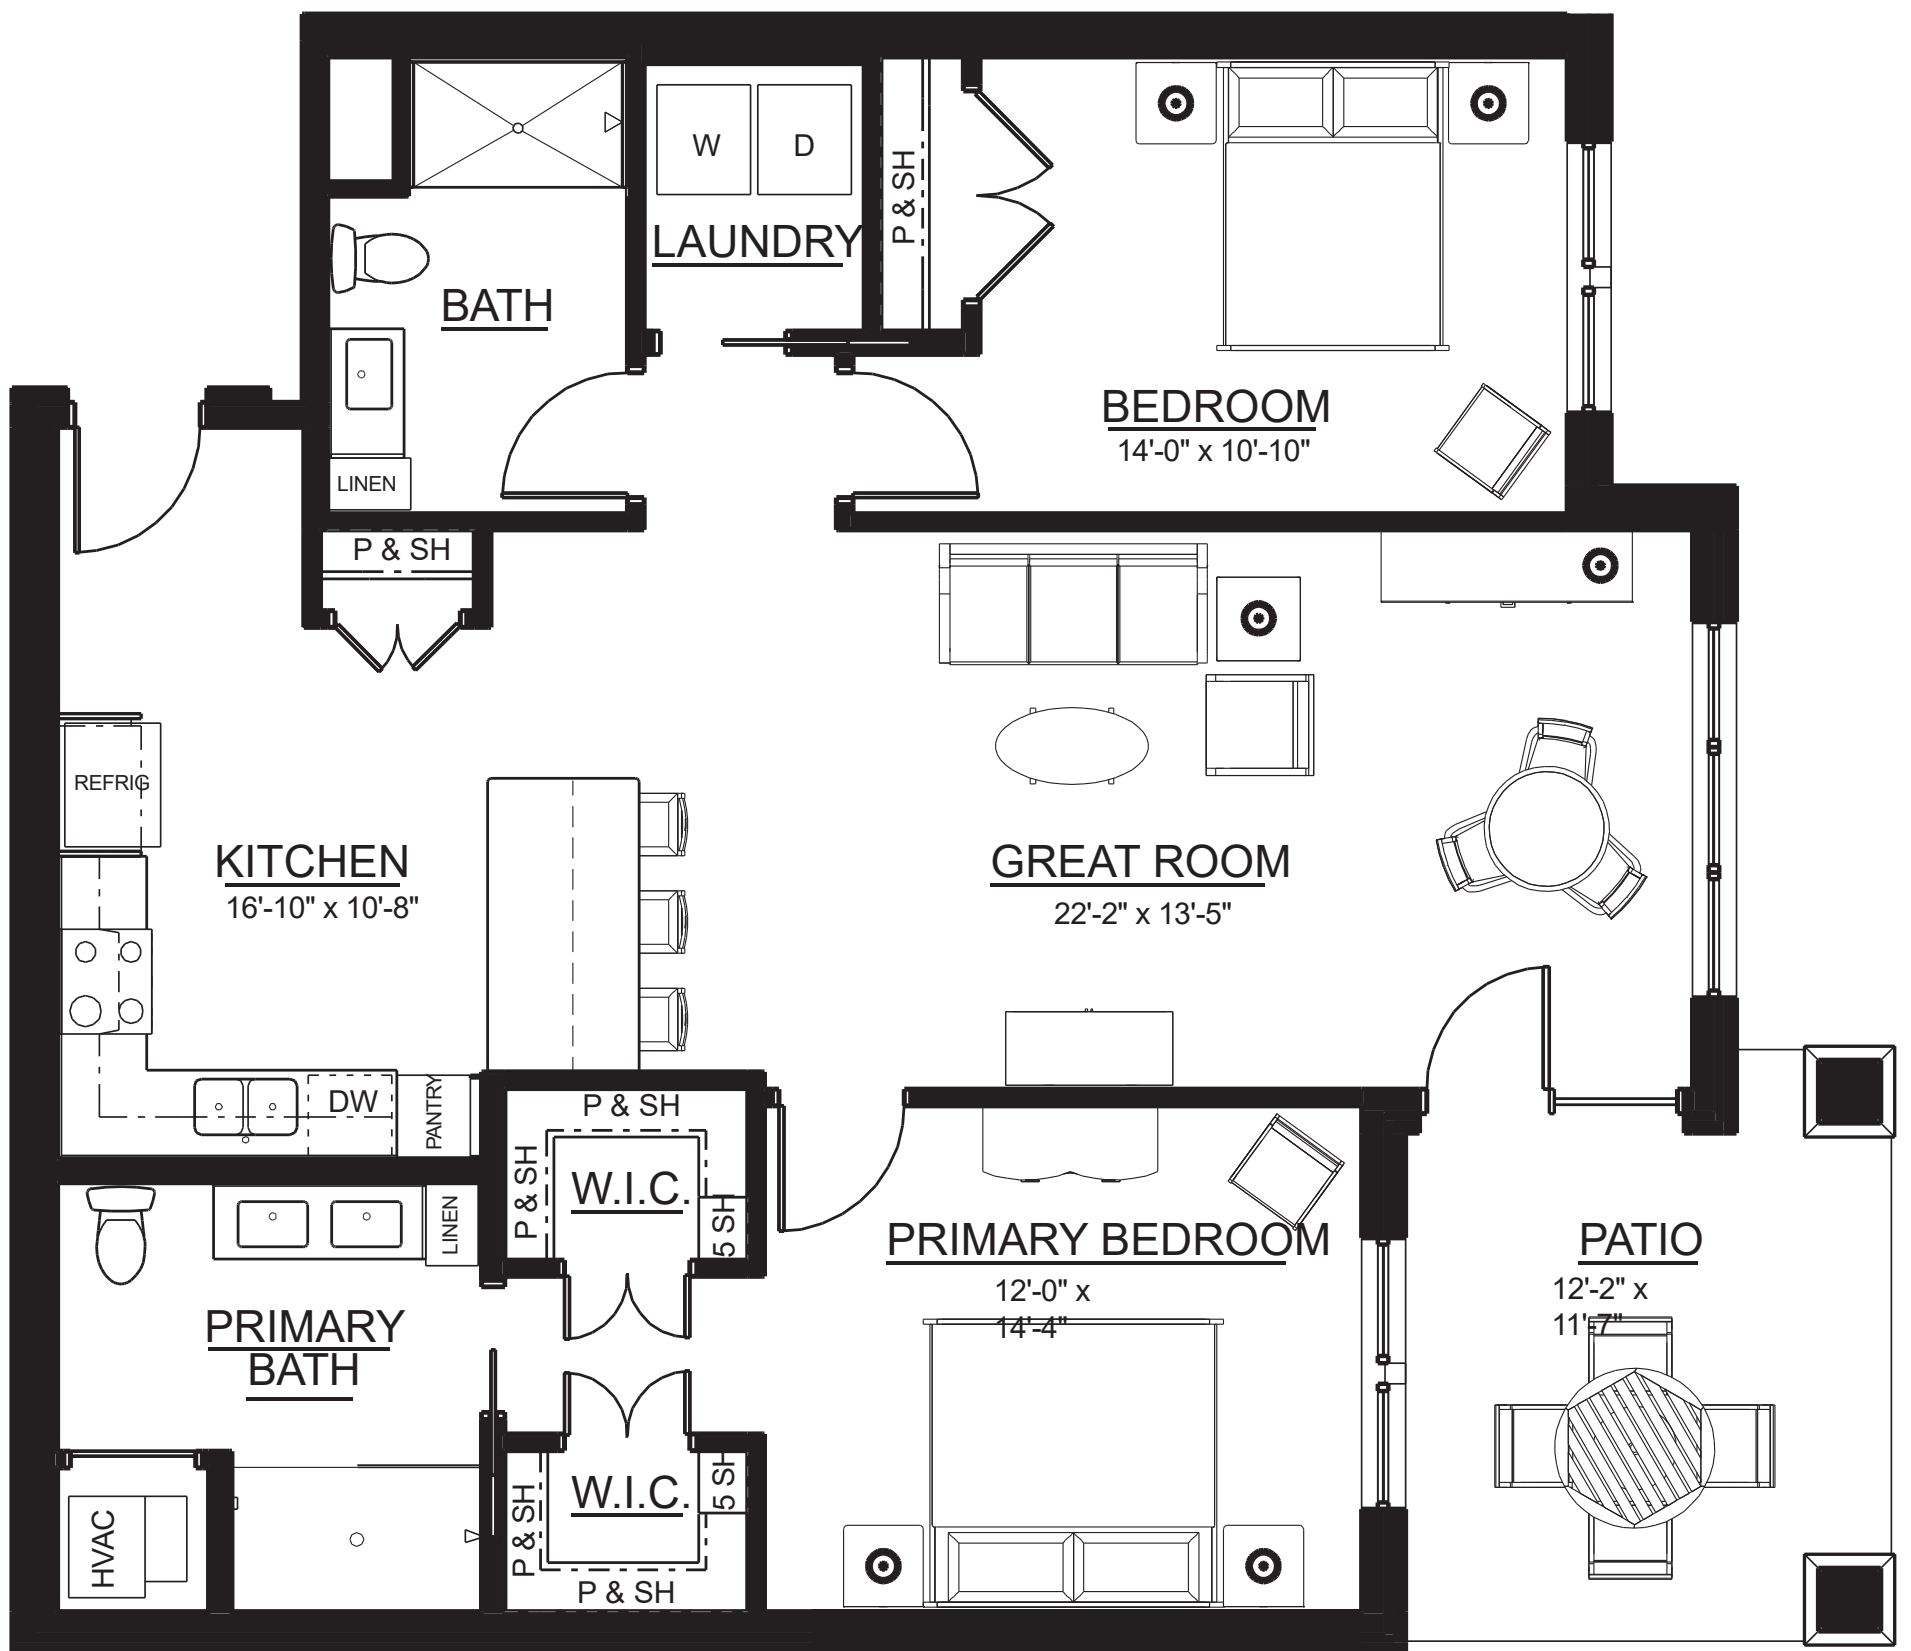 W
D
P & SH
LAUNDRY
BATH
BEDROOM
14'-0" x 10'-10"
LINEN
P & SH
REFRIG
KITCHEN
16'-10" x 10'-8"
GREAT ROOM
22'-2" x 13'-5"
DW
PANTRY
P & SH
P & SH
W.I.C.
5 SH
LINEN
PRIMARY BEDROOM
12'-0" x
14'-4"
PATIO
12'-2" x
11'-7"
PRIMARY
BATH
HVAC
W.I.C.
5 SH
P & SH
P & SH